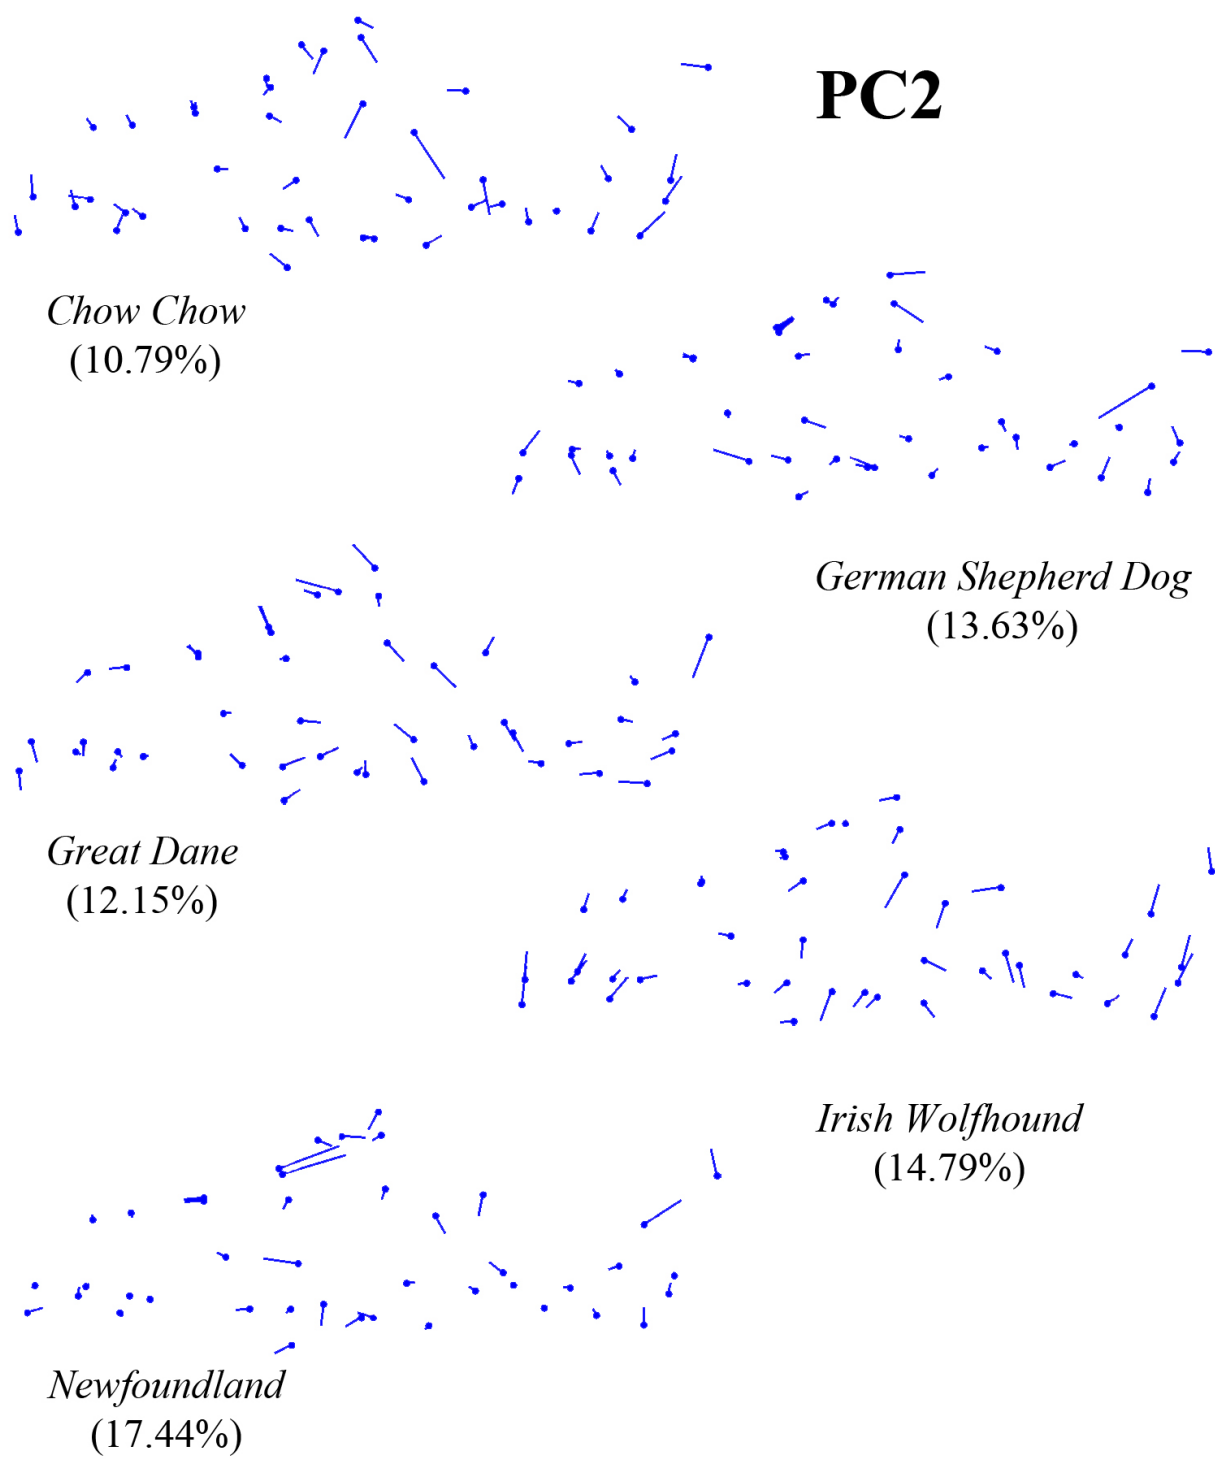 PC2
Chow Chow
(10.79%)
German Shepherd Dog
(13.63%)
Great Dane
(12.15%)
Irish Wolfhound
(14.79%)
Newfoundland
(17.44%)